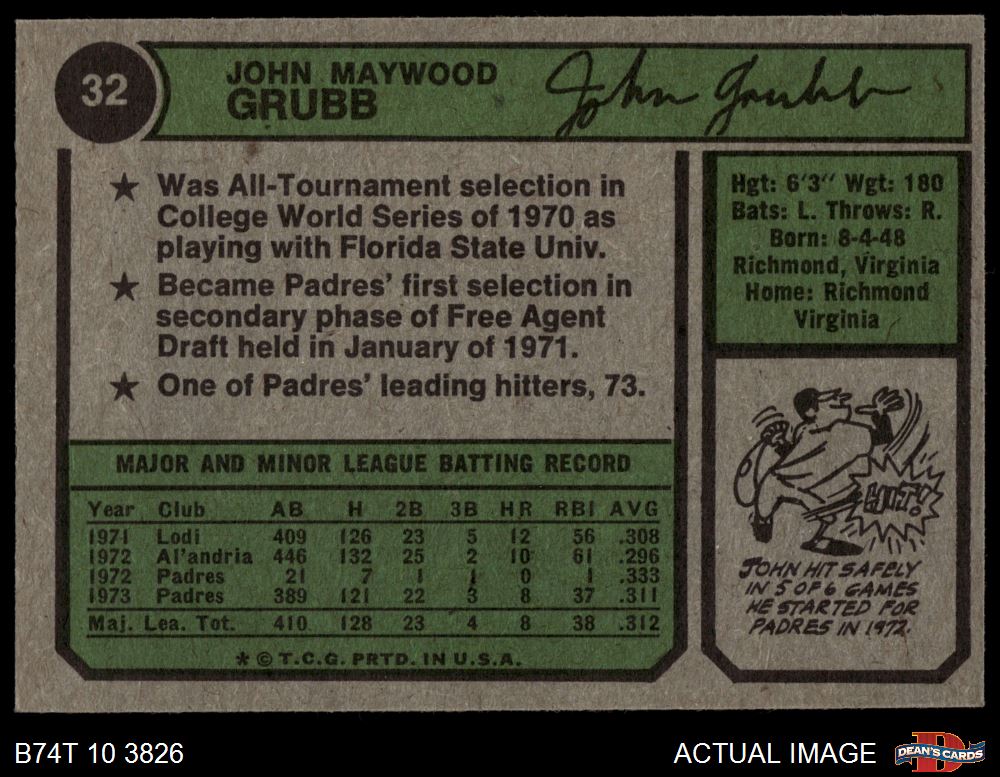 32
JOHN MAYWOOD
GRUBB
John Grubb
★ Was All-Tournament selection in
College World Series of 1970 as
playing with Florida State Univ.
★ Became Padres' first selection in
secondary phase of Free Agent
Draft held in January of 1971.
★ One of Padres' leading hitters, 73.
Hgt: 6'3" Wgt: 180
Bats: L. Throws: R.
Born: 8-4-48
Richmond, Virginia
Home: Richmond
Virginia
MAJOR AND MINOR LEAGUE BATTING RECORD
Year Club AB H 2B 3B HR RBI AVG
1971 Lodi 409 126 23 5 12 56 .308
1972 Al'andria 446 132 25 2 10 61 .296
1972 Padres 21 7 1 1 0 1 .333
1973 Padres 389 121 22 3 8 37 .311
Maj. Lea. Tot. 410 128 23 4 8 38 .312
* © T.C.G. PRTD. IN U.S.A.
HIT!
JOHN HIT SAFELY
IN 5 OF 6 GAMES
HE STARTED FOR
PADRES IN 1972.
B74T 10 3826
ACTUAL IMAGE
D
DEAN'S CARDS